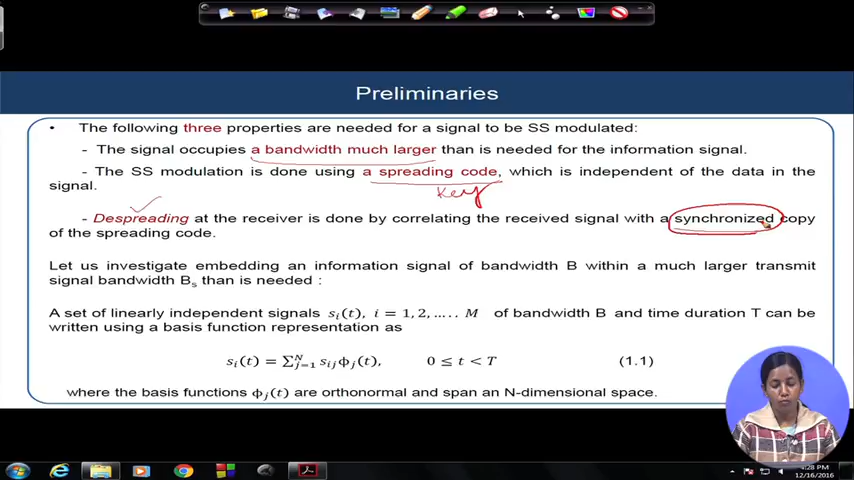 Preliminaries
• The following three properties are needed for a signal to be SS modulated:
- The signal occupies a bandwidth much larger than is needed for the information signal.
- The SS modulation is done using a spreading code, which is independent of the data in the
signal.
Key
- Despreading at the receiver is done by correlating the received signal with a synchronized copy
of the spreading code.
Let us investigate embedding an information signal of bandwidth B within a much larger transmit
signal bandwidth Bₛ than is needed :
A set of linearly independent signals sᵢ(t), i = 1, 2, .... . M of bandwidth B and time duration T can be
written using a basis function representation as
sᵢ(t) = ∑ⱼ₌₁ᴺ sᵢⱼϕⱼ(t), 0 ≤ t < T (1.1)
where the basis functions ϕⱼ(t) are orthonormal and span an N-dimensional space.
4:28 PM
12/16/2016